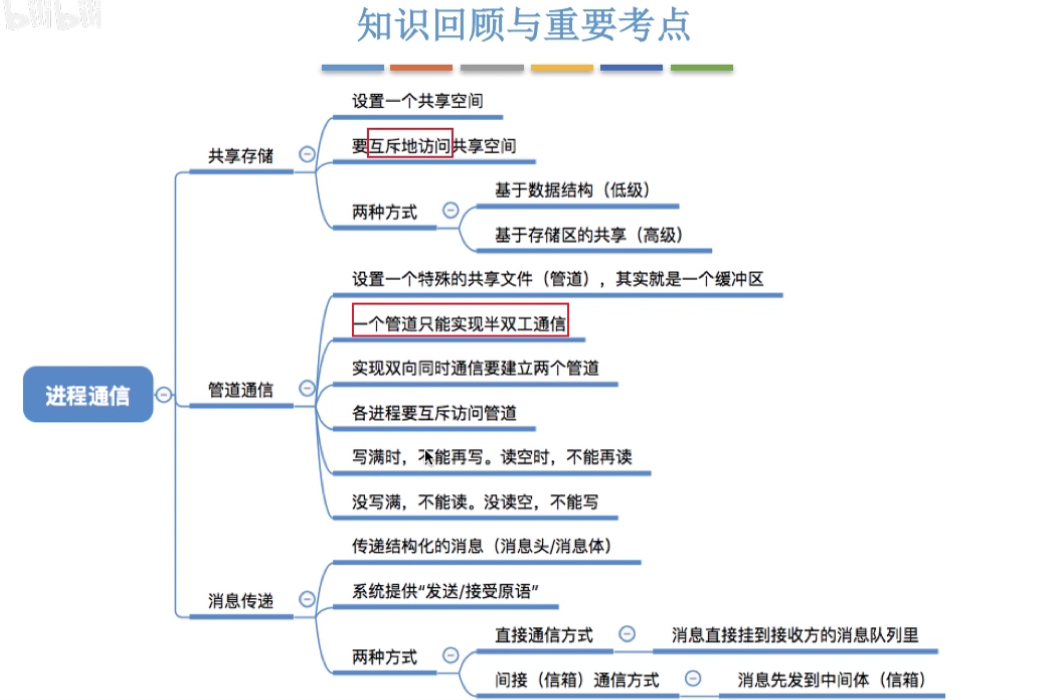 bilibili
知识回顾与重要考点
设置一个共享空间
要互斥地访问共享空间
共享存储
基于数据结构（低级）
两种方式
基于存储区的共享（高级）
设置一个特殊的共享文件（管道），其实就是一个缓冲区
一个管道只能实现半双工通信
实现双向同时通信要建立两个管道
进程通信
管道通信
各进程要互斥访问管道
写满时，不能再写。读空时，不能再读
没写满，不能读。没读空，不能写
传递结构化的消息（消息头/消息体）
系统提供“发送/接受原语”
消息传递
直接通信方式
消息直接挂到接收方的消息队列里
两种方式
间接（信箱）通信方式
消息先发到中间体（信箱）